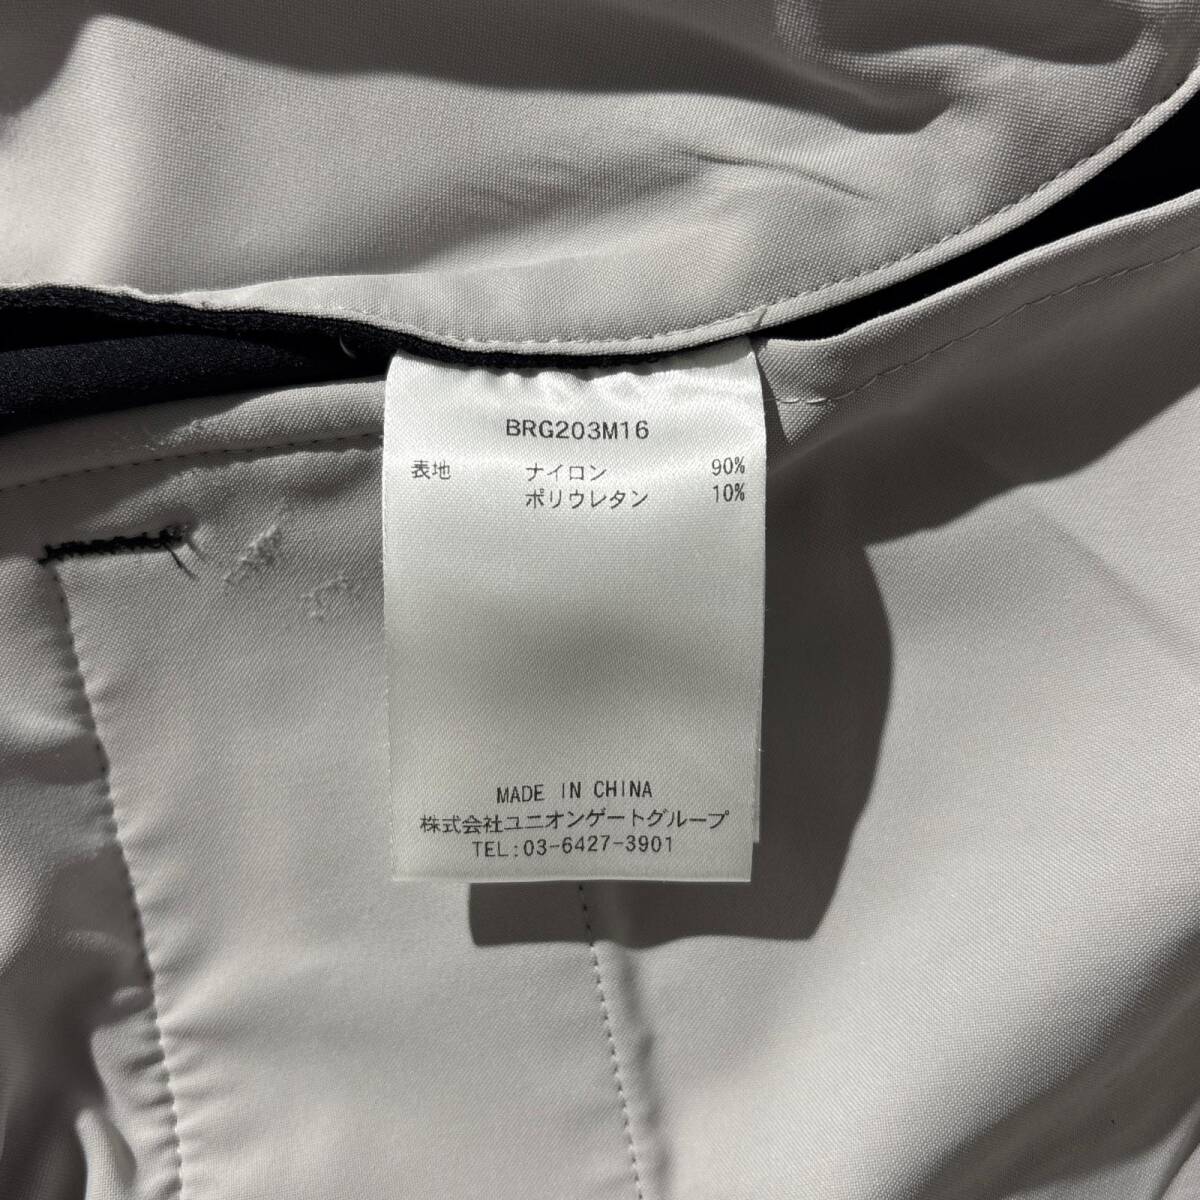 BRG203M16
表地 ナイロン 90%
ポリウレタン 10%
MADE IN CHINA
株式会社ユニオンゲートグループ
TEL:03-6427-3901